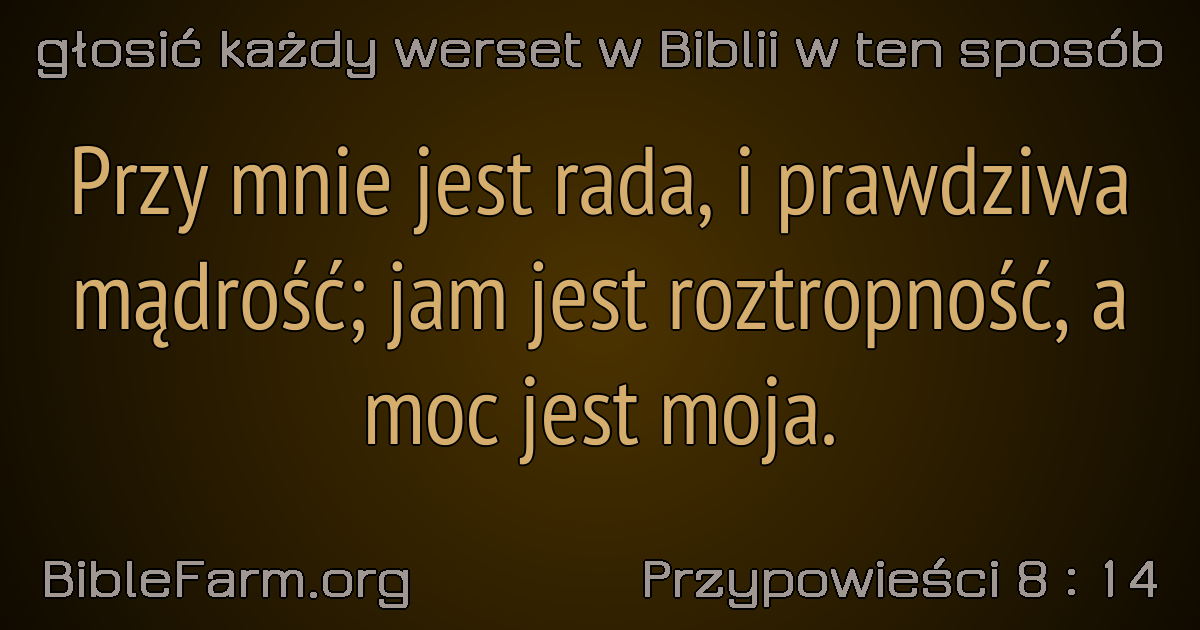 głosić każdy werset w Biblii w ten sposób
Przy mnie jest rada, i prawdziwa
mądrość; jam jest roztropność, a
moc jest moja.
BibleFarm.org
Przypowieści 8 : 14